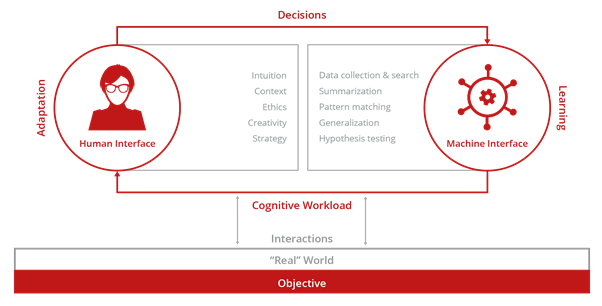 Decisions
Adaptation
Human Interface
Intuition
Context
Ethics
Creativity
Strategy
Data collection & search
Summarization
Pattern matching
Generalization
Hypothesis testing
Machine Interface
Learning
Cognitive Workload
Interactions
“Real” World
Objective